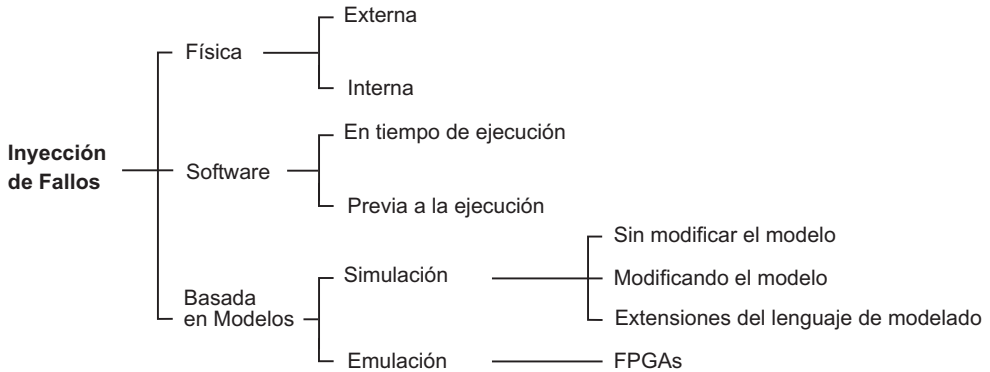 Inyección
de Fallos
Física
Externa
Interna
Software
En tiempo de ejecución
Previa a la ejecución
Basada
en Modelos
Simulación
Sin modificar el modelo
Modificando el modelo
Extensiones del lenguaje de modelado
Emulación
FPGAs